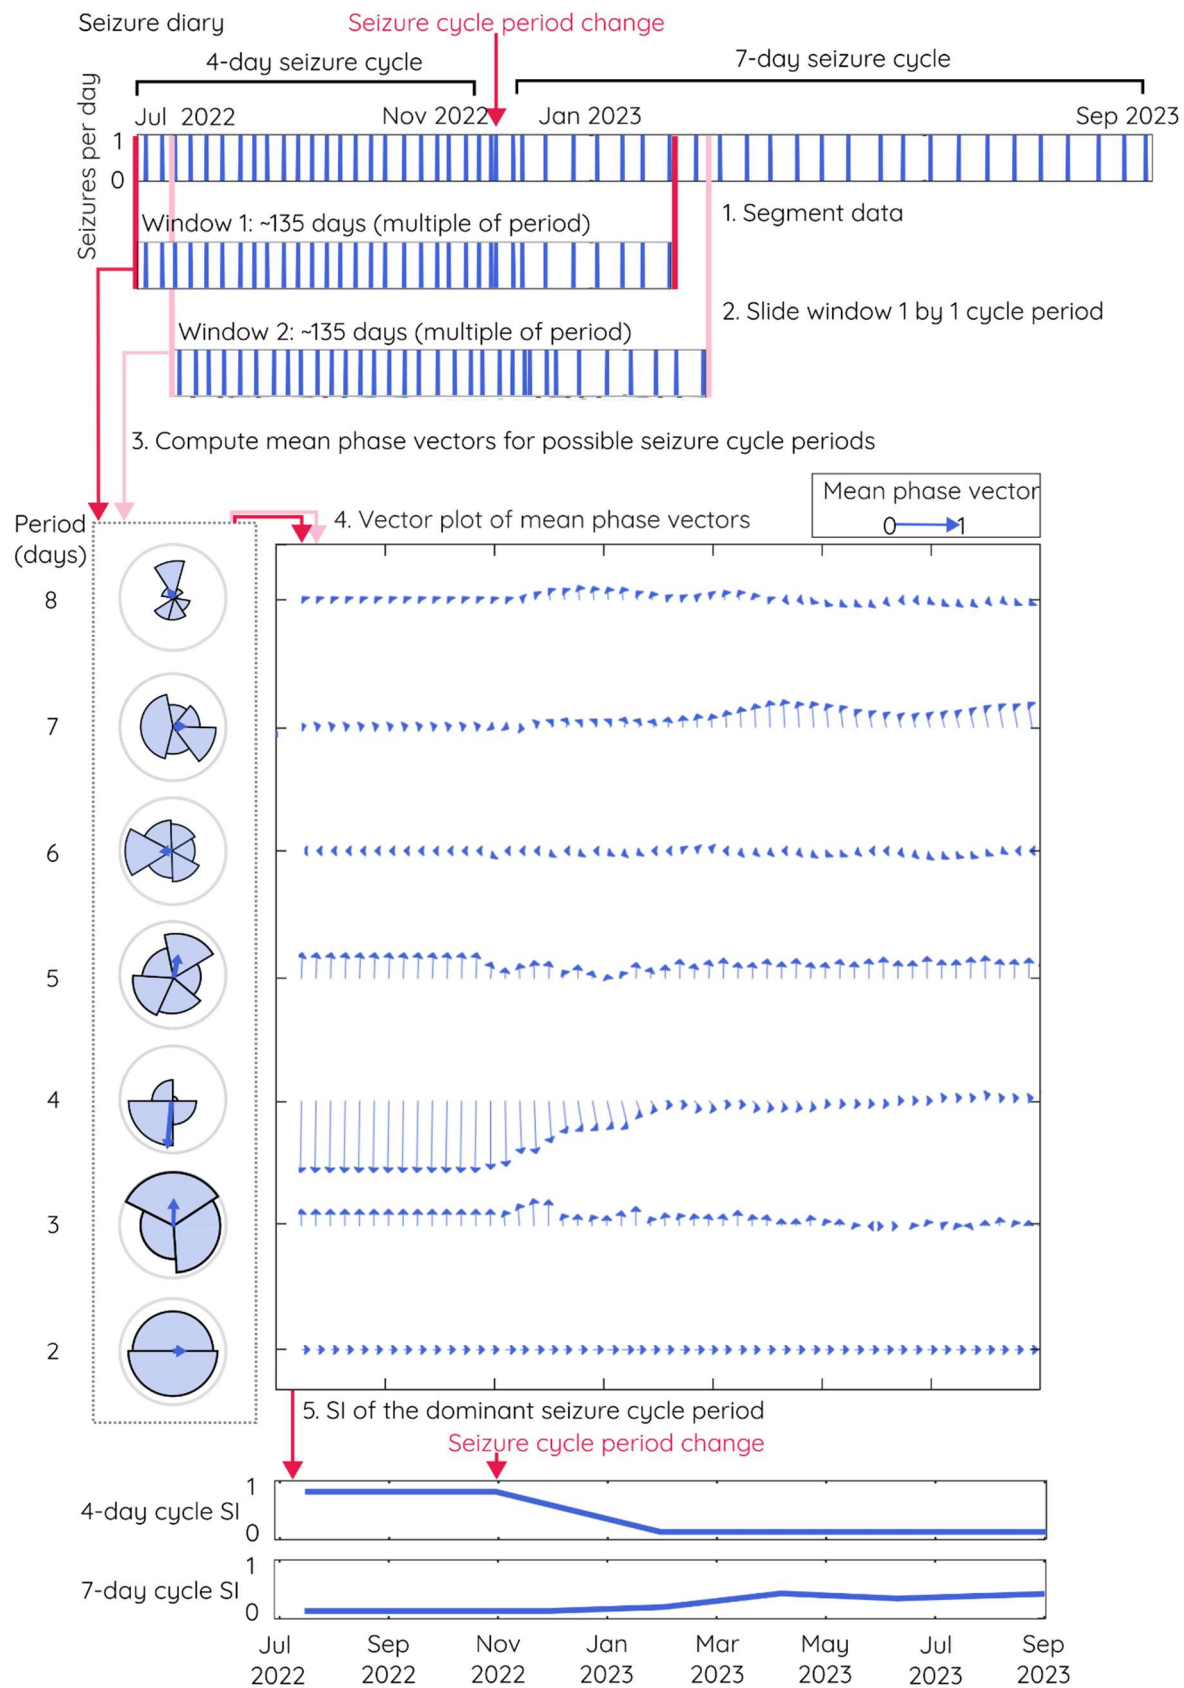 Seizure diary
Seizure cycle period change
4-day seizure cycle
7-day seizure cycle
Jul 2022
Nov 2022
Jan 2023
Sep 2023
Seizures per day
1
0
Window 1: ~135 days (multiple of period)
1. Segment data
2. Slide window 1 by 1 cycle period
Window 2: ~135 days (multiple of period)
3. Compute mean phase vectors for possible seizure cycle periods
Mean phase vector
0 1
Period
(days)
4. Vector plot of mean phase vectors
8
7
6
5
4
3
2
5. SI of the dominant seizure cycle period
Seizure cycle period change
4-day cycle SI
1
0
7-day cycle SI
1
0
Jul Sep Nov Jan Mar May Jul Sep
2022 2022 2022 2023 2023 2023 2023 2023